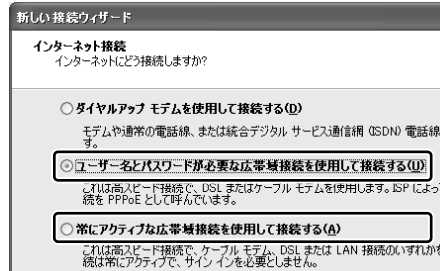 新しい接続ウィザード
インターネット接続
インターネットにどう接続しますか?
ダイヤルアップ モデムを使用して接続する(D)
モデムや通常の電話線、または統合デジタル サービス通信網 (ISDN) 電話線
す。
ユーザー名とパスワードが必要な広帯域接続を使用して接続する(U)
これは高スピード接続で、DSL またはケーブル モデムを使用します。ISP によっ
続を PPPoE として呼んでいます。
常にアクティブな広帯域接続を使用して接続する(A)
これは高スピード接続で、ケーブル モデム、DSL または LAN 接続のいずれかを
続は常にアクティブで、サイン インを必要としません。